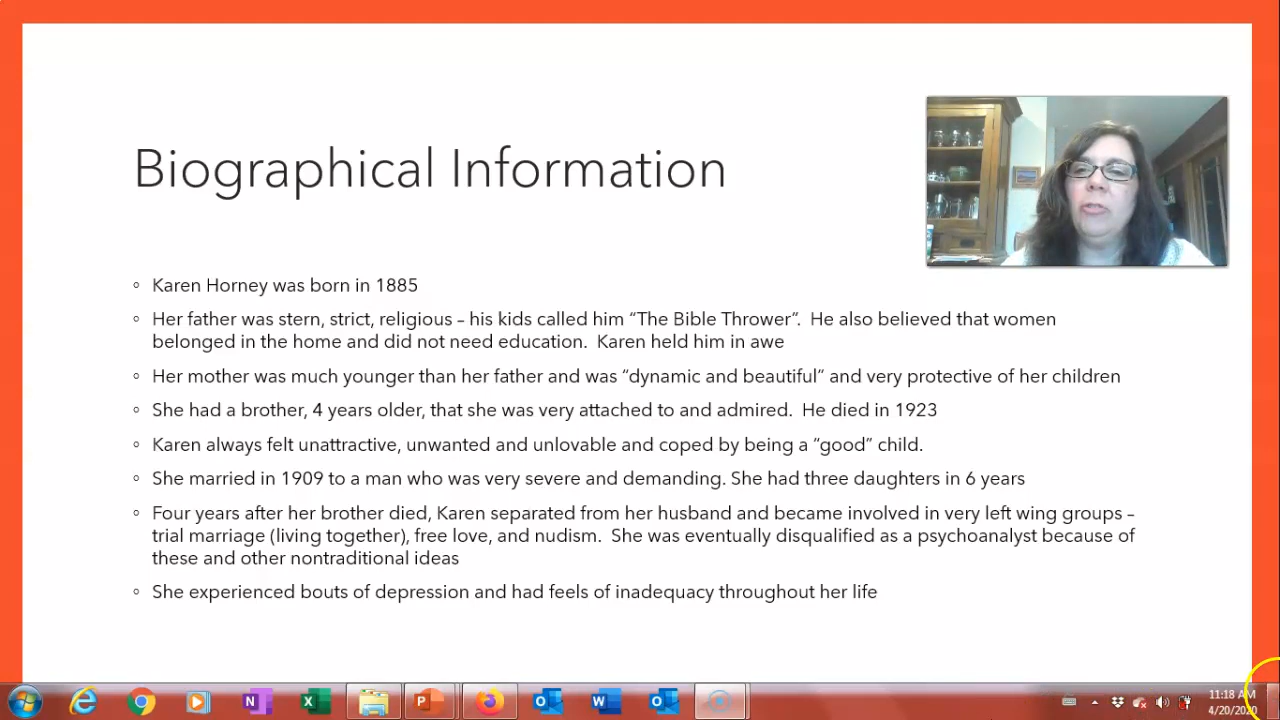 Biographical Information
◦ Karen Horney was born in 1885
◦ Her father was stern, strict, religious – his kids called him “The Bible Thrower”. He also believed that women
belonged in the home and did not need education. Karen held him in awe
◦ Her mother was much younger than her father and was “dynamic and beautiful” and very protective of her children
◦ She had a brother, 4 years older, that she was very attached to and admired. He died in 1923
◦ Karen always felt unattractive, unwanted and unlovable and coped by being a “good” child.
◦ She married in 1909 to a man who was very severe and demanding. She had three daughters in 6 years
◦ Four years after her brother died, Karen separated from her husband and became involved in very left wing groups –
trial marriage (living together), free love, and nudism. She was eventually disqualified as a psychoanalyst because of
these and other nontraditional ideas
◦ She experienced bouts of depression and had feels of inadequacy throughout her life
11:18 AM
4/20/2020